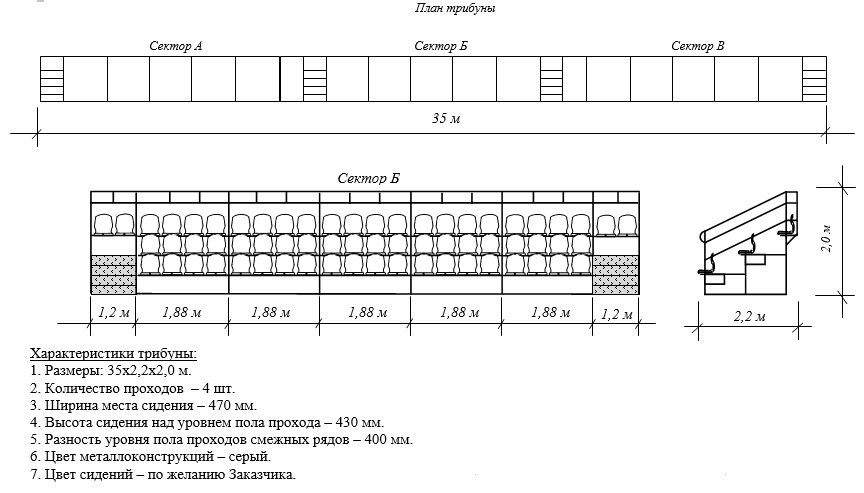 План трибуны
Сектор А
Сектор Б
Сектор В
35 м
Сектор Б
2,0 м
1,2 м
1,88 м
1,88 м
1,88 м
1,88 м
1,88 м
1,2 м
2,2 м
Характеристики трибуны:
1. Размеры: 35х2,2х2,0 м.
2. Количество проходов – 4 шт.
3. Ширина места сидения – 470 мм.
4. Высота сидения над уровнем пола прохода – 430 мм.
5. Разность уровня пола проходов смежных рядов – 400 мм.
6. Цвет металлоконструкций – серый.
7. Цвет сидений – по желанию Заказчика.